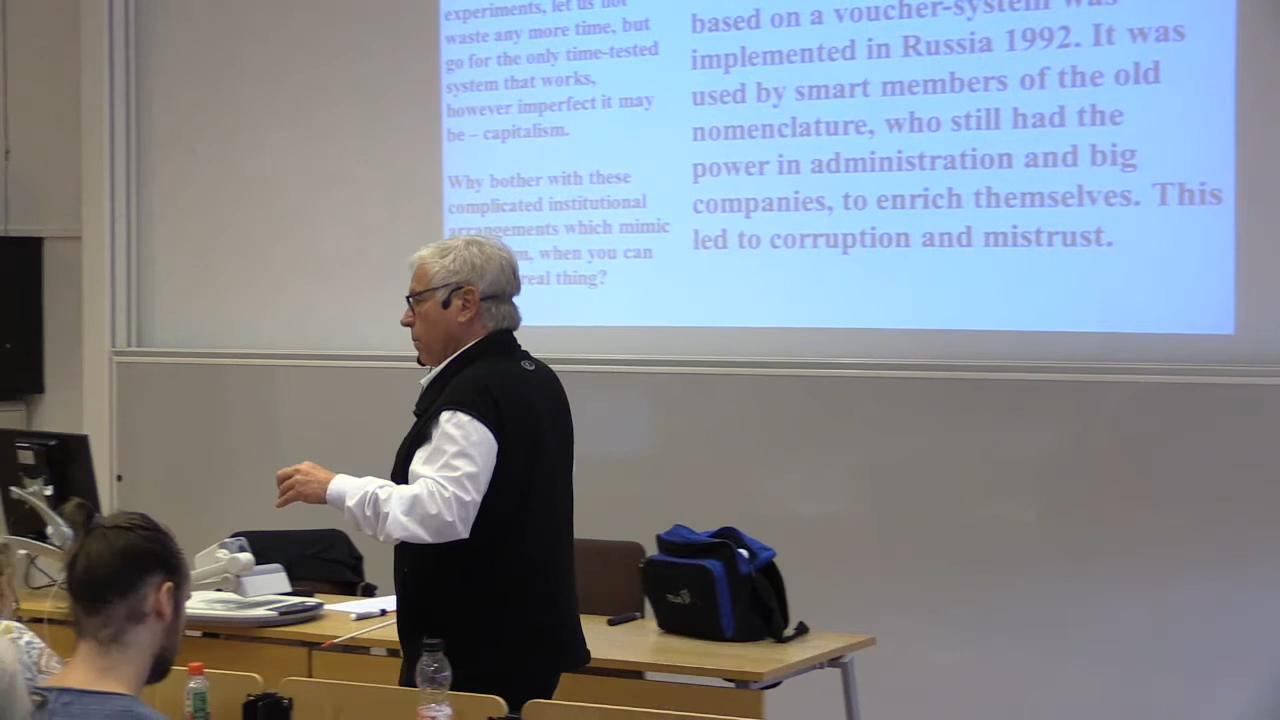 experiments, let us not
waste any more time, but
go for the only time-tested
system that works,
however imperfect it may
be – capitalism.
Why bother with these
complicated institutional
arrangements which mimic
when you can
real thing?
based on a voucher-system was
implemented in Russia 1992. It was
used by smart members of the old
nomenclature, who still had the
power in administration and big
companies, to enrich themselves. This
led to corruption and mistrust.